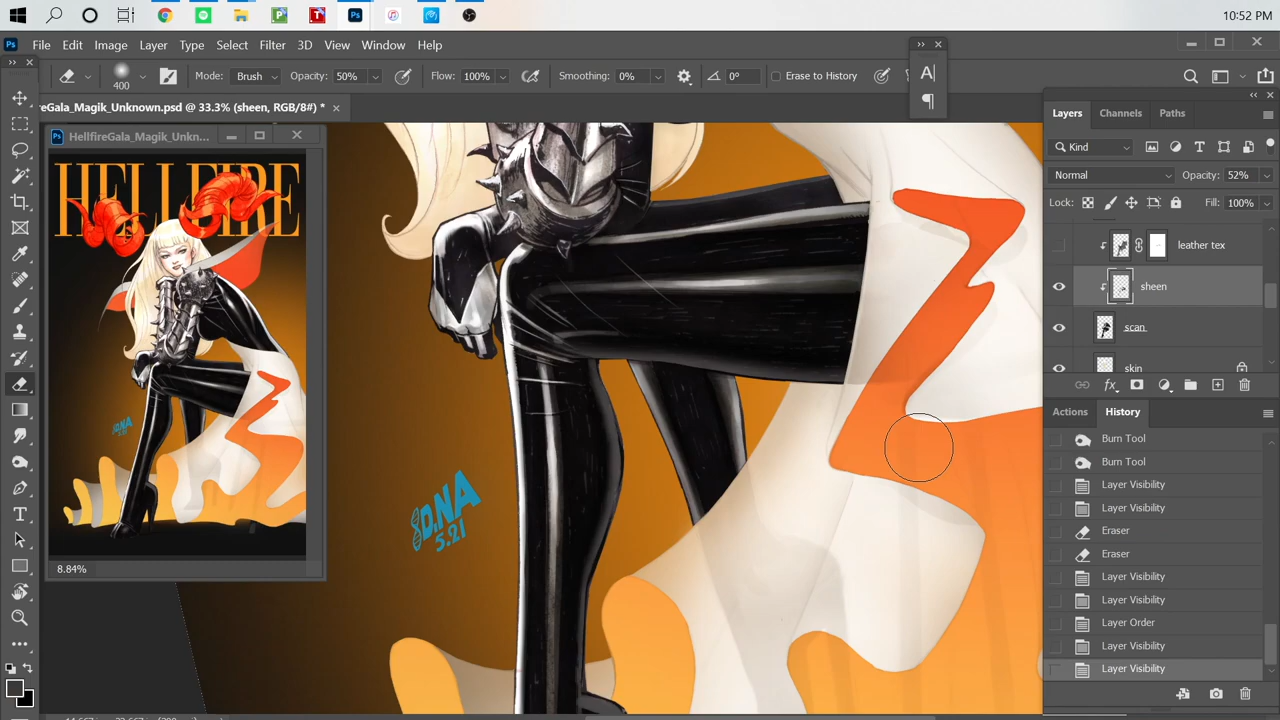 10:52 PM
File Edit Image Layer Type Select Filter 3D View Window Help
400 Mode: Brush Opacity: 50% Flow: 100% Smoothing: 0% 0° Erase to History
ireGala_Magik_Unknown.psd @ 33.3% (sheen, RGB/8#) *
HellfireGala_Magik_Unkn...
HELLFIRE
D.NA
5.21
8.84%
D.NA
5.21
Layers Channels Paths
Kind
Normal Opacity: 52%
Lock: Fill: 100%
leather tex
sheen
scan
skin
Actions History
Burn Tool
Burn Tool
Layer Visibility
Layer Visibility
Eraser
Eraser
Layer Visibility
Layer Visibility
Layer Order
Layer Visibility
Layer Visibility